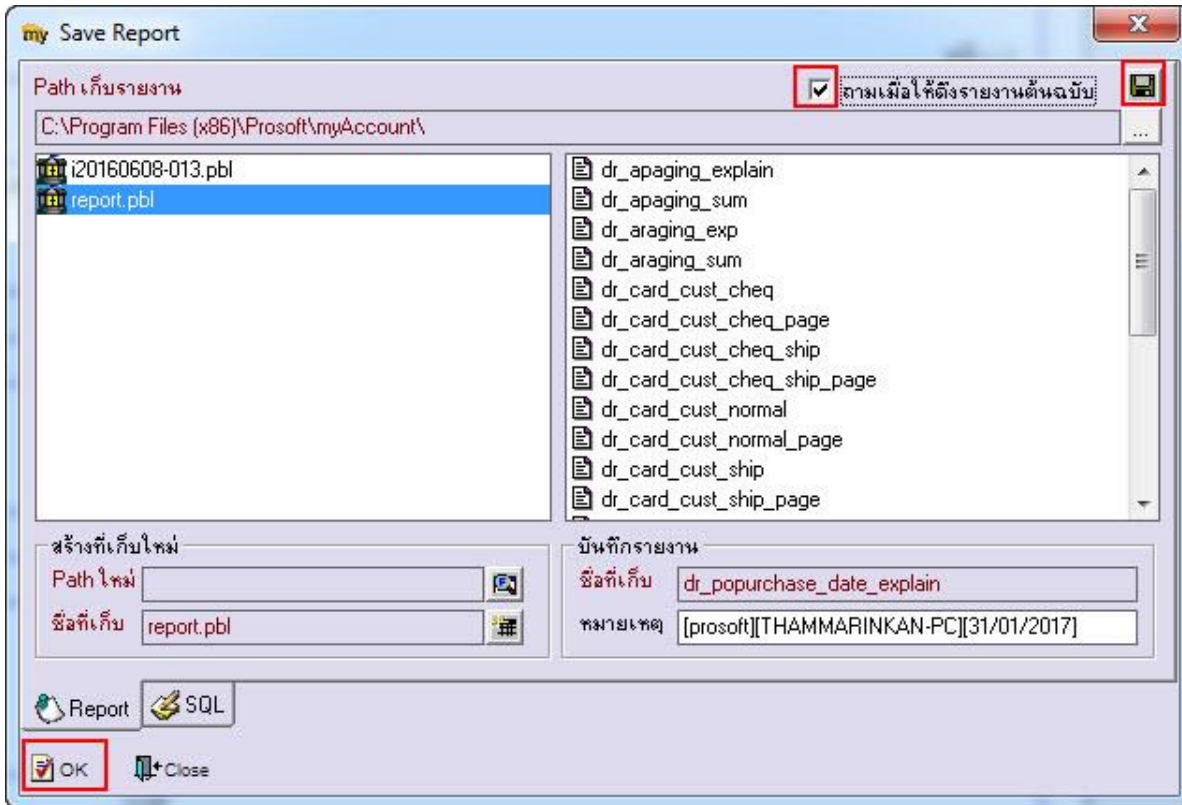 my Save Report
Path เก็บรายงาน
ถามเมื่อให้ดึงรายงานต้นฉบับ
C:\Program Files (x86)\Prosoft\myAccount\
...
i20160608-013.pbl
report.pbl
dr_apaging_explain
dr_apaging_sum
dr_araging_exp
dr_araging_sum
dr_card_cust_cheq
dr_card_cust_cheq_page
dr_card_cust_cheq_ship
dr_card_cust_cheq_ship_page
dr_card_cust_normal
dr_card_cust_normal_page
dr_card_cust_ship
dr_card_cust_ship_page
สร้างที่เก็บใหม่
Path ใหม่
ชื่อที่เก็บ report.pbl
บันทึกรายงาน
ชื่อที่เก็บ dr_popurchase_date_explain
หมายเหตุ [prosoft][THAMMARINKAN-PC][31/01/2017]
Report SQL
OK Close